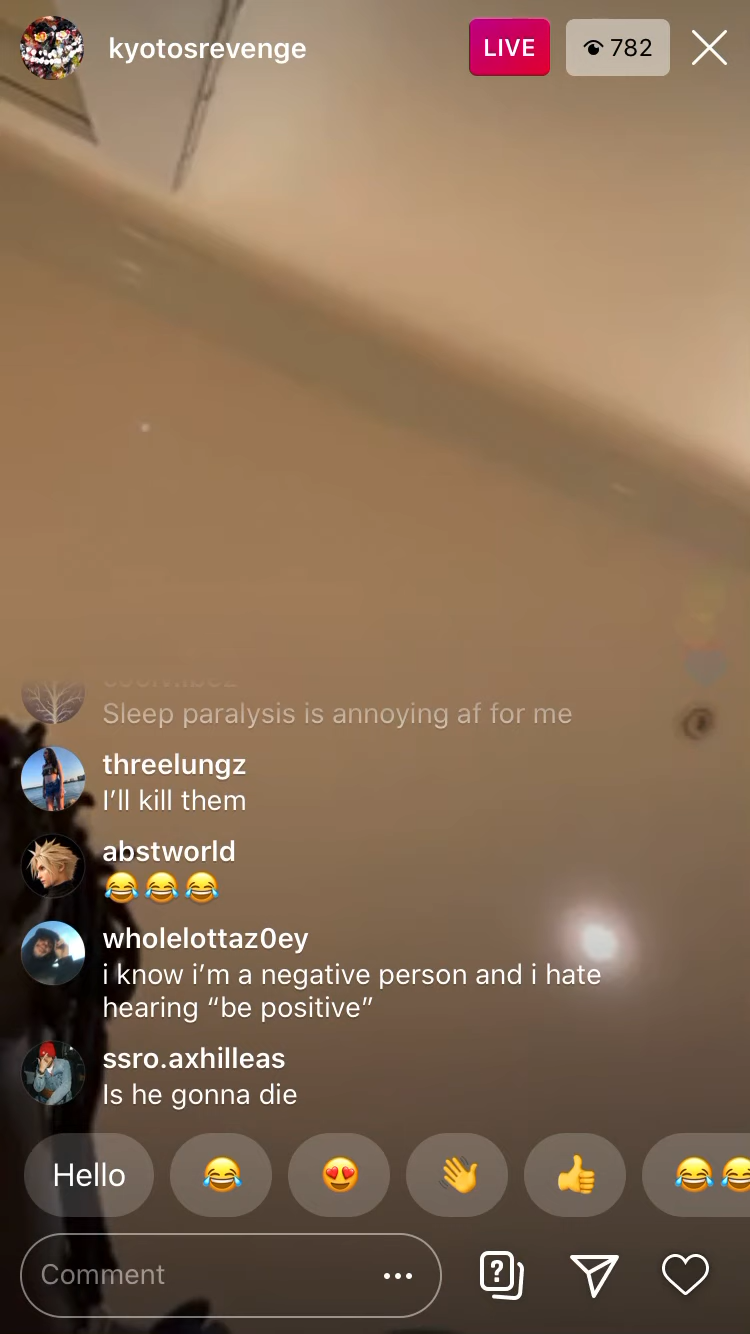 kyotosrevenge
LIVE
782
Sleep paralysis is annoying af for me
threelungz
I’ll kill them
abstworld
😂😂😂
wholelottaz0ey
i know i’m a negative person and i hate
hearing “be positive”
ssro.axhilleas
Is he gonna die
Hello
Comment